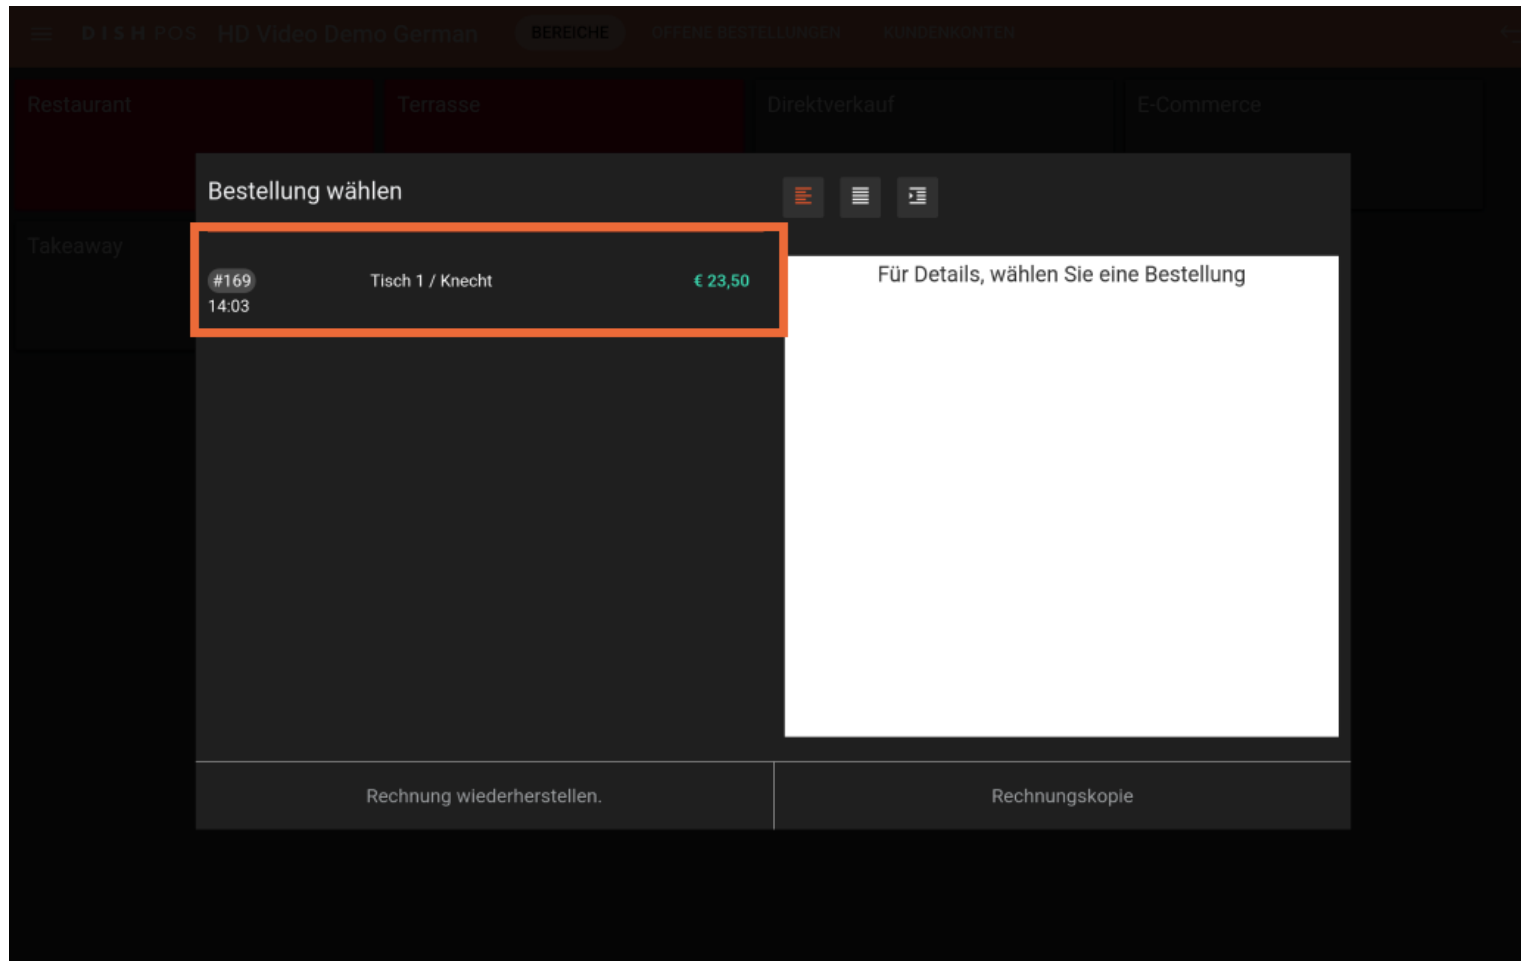 DISH POS HD Video Demo German BEREICHE OFFENE BESTELLUNGEN KUNDENKONTEN
Restaurant
Terrasse
Direktverkauf
E-Commerce
Takeaway
Bestellung wählen
#169 Tisch 1 / Knecht € 23,50
14:03
Für Details, wählen Sie eine Bestellung
Rechnung wiederherstellen.
Rechnungskopie